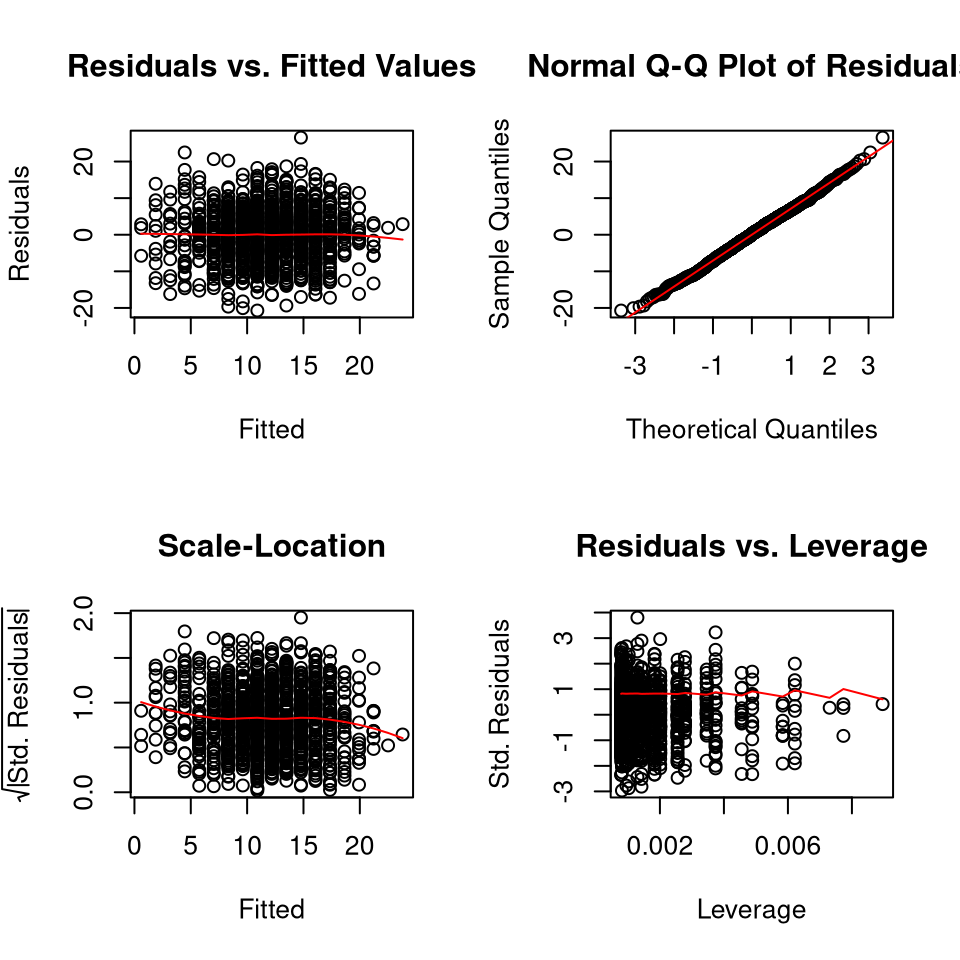 Residuals vs. Fitted Values
Residuals
-20 0 20
0 5 10 15 20
Fitted
Normal Q-Q Plot of Residuals
Sample Quantiles
-20 0 20
-3 -1 1 2 3
Theoretical Quantiles
Scale-Location
√|Std. Residuals|
0.0 1.0 2.0
0 5 10 15 20
Fitted
Residuals vs. Leverage
Std. Residuals
-3 -1 1 3
0.002 0.006
Leverage